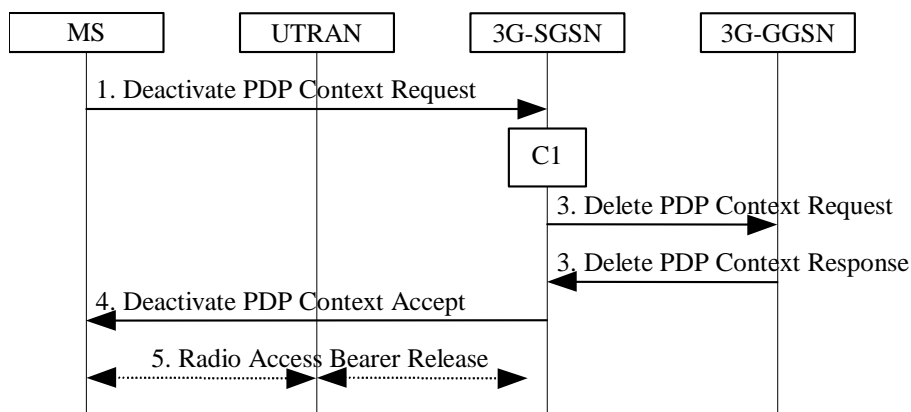 MS
UTRAN
3G-SGSN
3G-GGSN
1. Deactivate PDP Context Request
C1
3. Delete PDP Context Request
3. Delete PDP Context Response
4. Deactivate PDP Context Accept
5. Radio Access Bearer Release